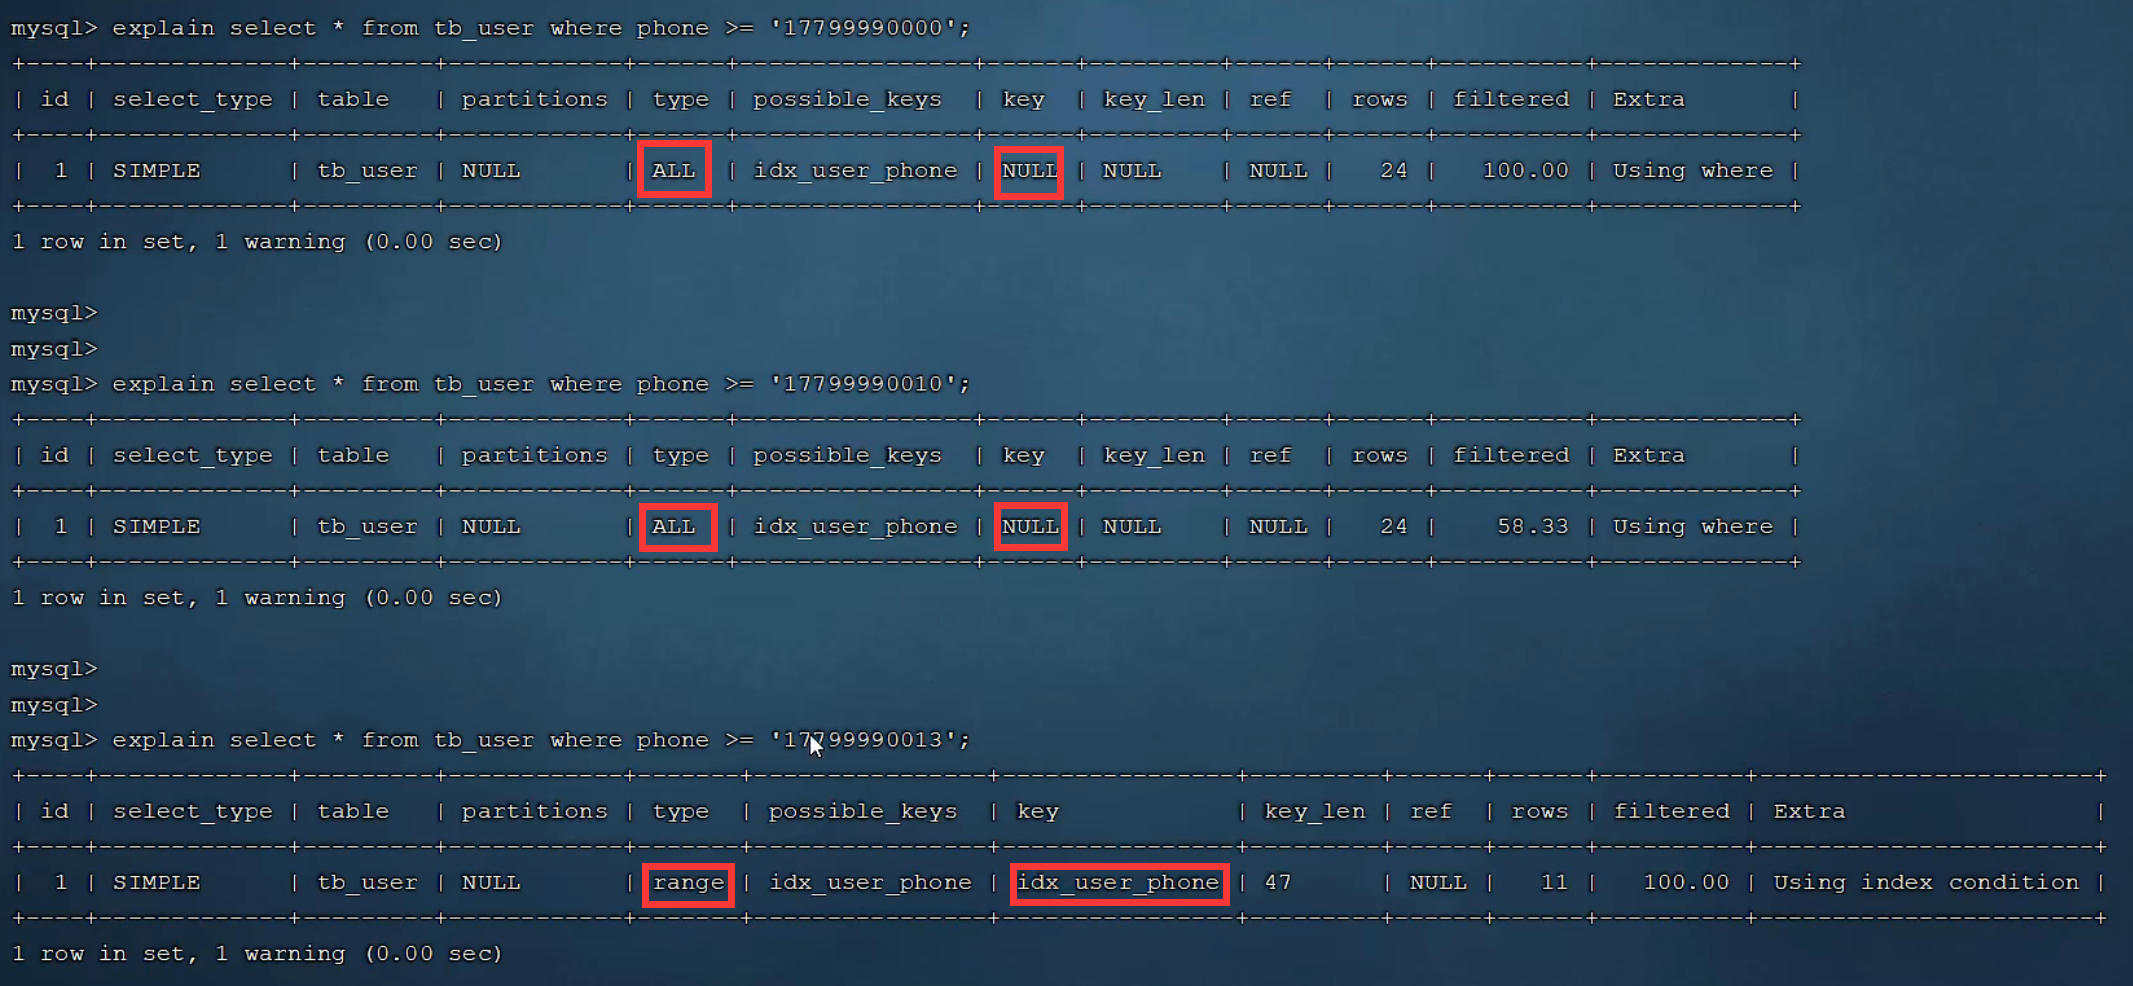 mysql> explain select * from tb_user where phone >= '17799990000';
+----+-------------+---------+------------+------+----------------+------+---------+------+------+----------+-------------+
| id | select_type | table   | partitions | type | possible_keys  | key  | key_len | ref  | rows | filtered | Extra       |
+----+-------------+---------+------------+------+----------------+------+---------+------+------+----------+-------------+
|  1 | SIMPLE      | tb_user | NULL       | ALL  | idx_user_phone | NULL | NULL    | NULL |   24 |   100.00 | Using where |
+----+-------------+---------+------------+------+----------------+------+---------+------+------+----------+-------------+
1 row in set, 1 warning (0.00 sec)
mysql>
mysql>
mysql> explain select * from tb_user where phone >= '17799990010';
+----+-------------+---------+------------+------+----------------+------+---------+------+------+----------+-------------+
| id | select_type | table   | partitions | type | possible_keys  | key  | key_len | ref  | rows | filtered | Extra       |
+----+-------------+---------+------------+------+----------------+------+---------+------+------+----------+-------------+
|  1 | SIMPLE      | tb_user | NULL       | ALL  | idx_user_phone | NULL | NULL    | NULL |   24 |    58.33 | Using where |
+----+-------------+---------+------------+------+----------------+------+---------+------+------+----------+-------------+
1 row in set, 1 warning (0.00 sec)
mysql>
mysql>
mysql> explain select * from tb_user where phone >= '17799990013';
+----+-------------+---------+------------+-------+----------------+----------------+---------+------+------+----------+-----------------------+
| id | select_type | table   | partitions | type  | possible_keys  | key            | key_len | ref  | rows | filtered | Extra                 |
+----+-------------+---------+------------+-------+----------------+----------------+---------+------+------+----------+-----------------------+
|  1 | SIMPLE      | tb_user | NULL       | range | idx_user_phone | idx_user_phone | 47      | NULL |   11 |   100.00 | Using index condition |
+----+-------------+---------+------------+-------+----------------+----------------+---------+------+------+----------+-----------------------+
1 row in set, 1 warning (0.00 sec)